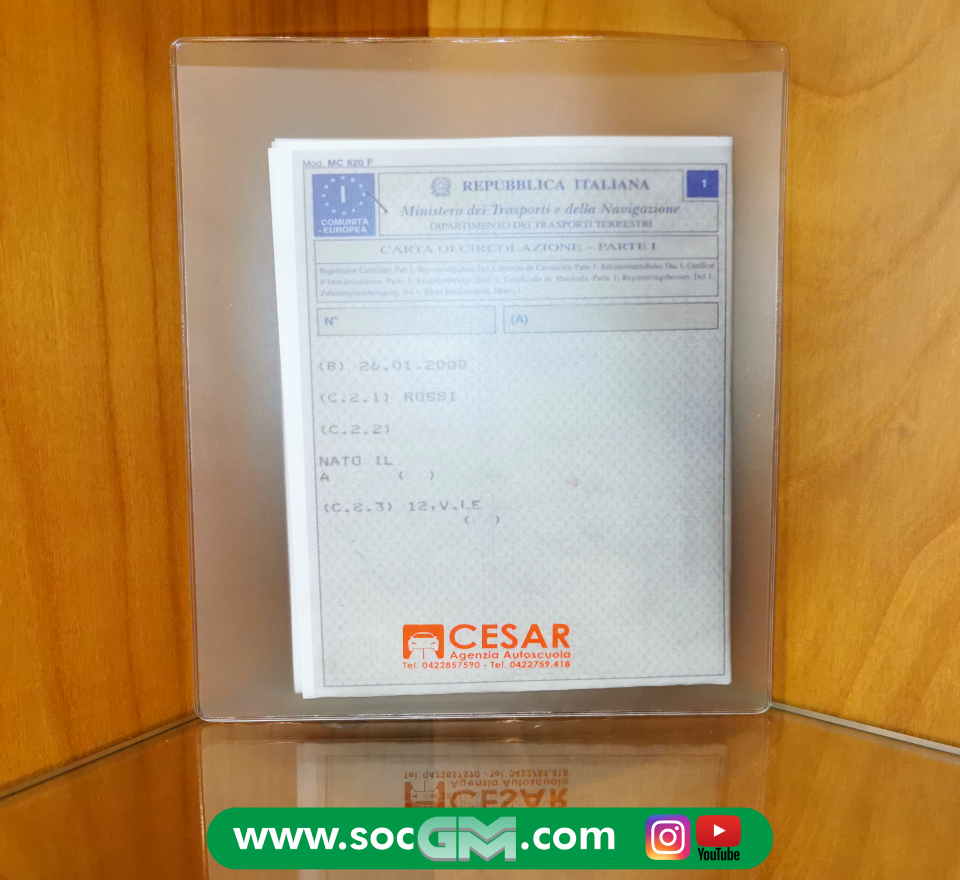 Mod. MC 820 F
I
COMUNITÀ
- EUROPEA
REPUBBLICA ITALIANA
1
Ministero dei Trasporti e della Navigazione
DIPARTIMENTO DEI TRASPORTI TERRESTRI
CARTA DI CIRCOLAZIONE - PARTE I
N°
(A)
(B) 26.01.2000
(C.2.1) ROSSI
(C.2.2)
NATO IL
A ( )
(C.2.3) 12,V.LE
( )
CESAR
Agenzia Autoscuola
Tel. 0422857590 - Tel. 0422759.418
www.socGM.com
YouTube